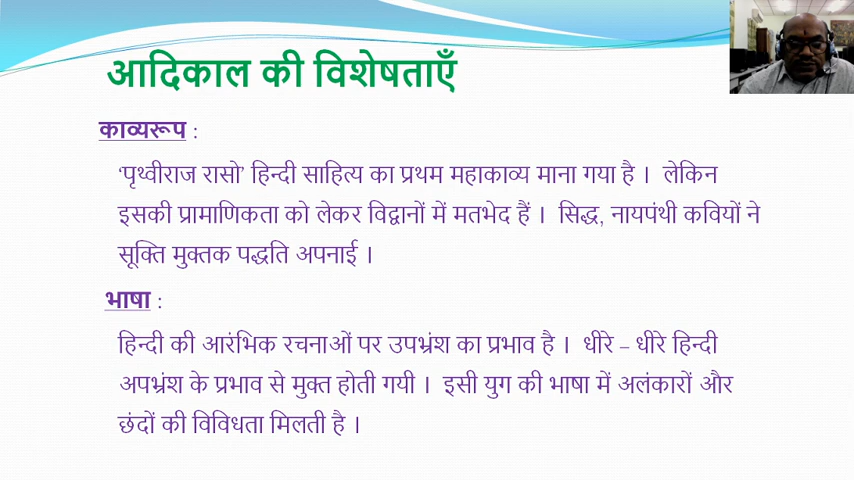 आदिकाल की विशेषताएँ
काव्यरूप :
‘पृथ्वीराज रासो’ हिन्दी साहित्य का प्रथम महाकाव्य माना गया है । लेकिन
इसकी प्रामाणिकता को लेकर विद्वानों में मतभेद हैं । सिद्ध, नायपंथी कवियों ने
सूक्ति मुक्तक पद्धति अपनाई ।
भाषा :
हिन्दी की आरंभिक रचनाओं पर उपभ्रंश का प्रभाव है । धीरे – धीरे हिन्दी
अपभ्रंश के प्रभाव से मुक्त होती गयी । इसी युग की भाषा में अलंकारों और
छंदों की विविधता मिलती है ।